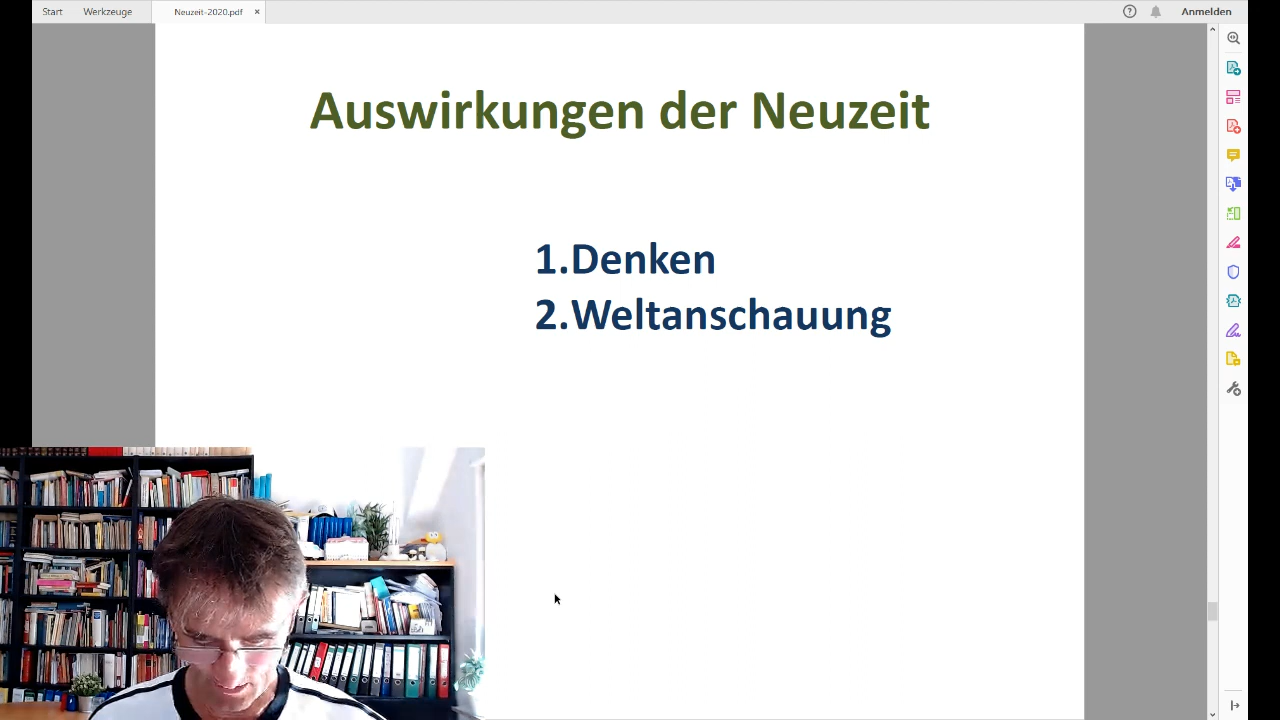 Start Werkzeuge Neuzeit-2020.pdf × Anmelden
Auswirkungen der Neuzeit
1.Denken
2.Weltanschauung